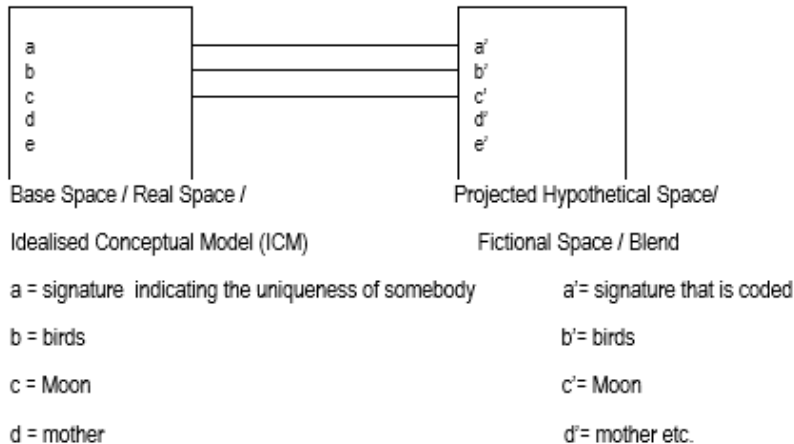 a a’
b b’
c c’
d d’
e e’
Base Space / Real Space / Projected Hypothetical Space/
Idealised Conceptual Model (ICM) Fictional Space / Blend
a = signature indicating the uniqueness of somebody a’= signature that is coded
b = birds b’= birds
c = Moon c’= Moon
d = mother d’= mother etc.